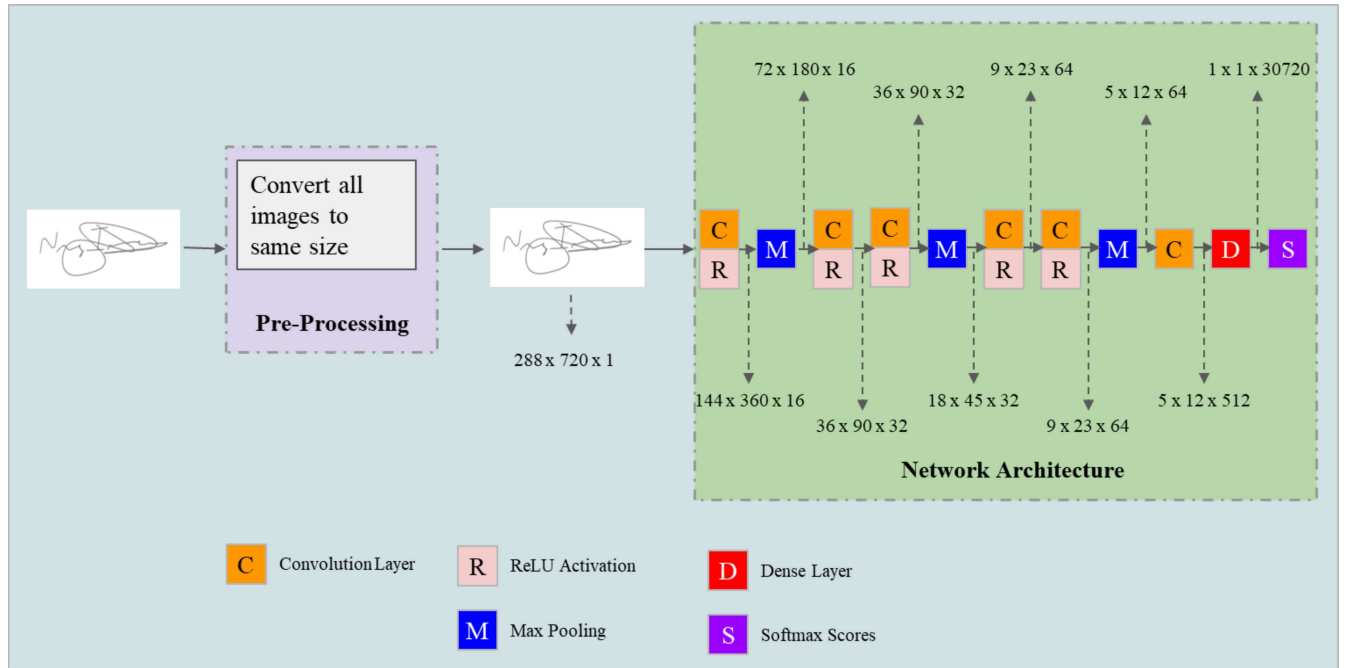 72 x 180 x 16
9 x 23 x 64
1 x 1 x 30720
36 x 90 x 32
5 x 12 x 64
Convert all
images to
same size
Pre-Processing
288 x 720 x 1
C
R
M
C
R
C
R
M
C
R
C
R
M
C
D
S
144 x 360 x 16
18 x 45 x 32
5 x 12 x 512
36 x 90 x 32
9 x 23 x 64
Network Architecture
C Convolution Layer
R ReLU Activation
D Dense Layer
M Max Pooling
S Softmax Scores